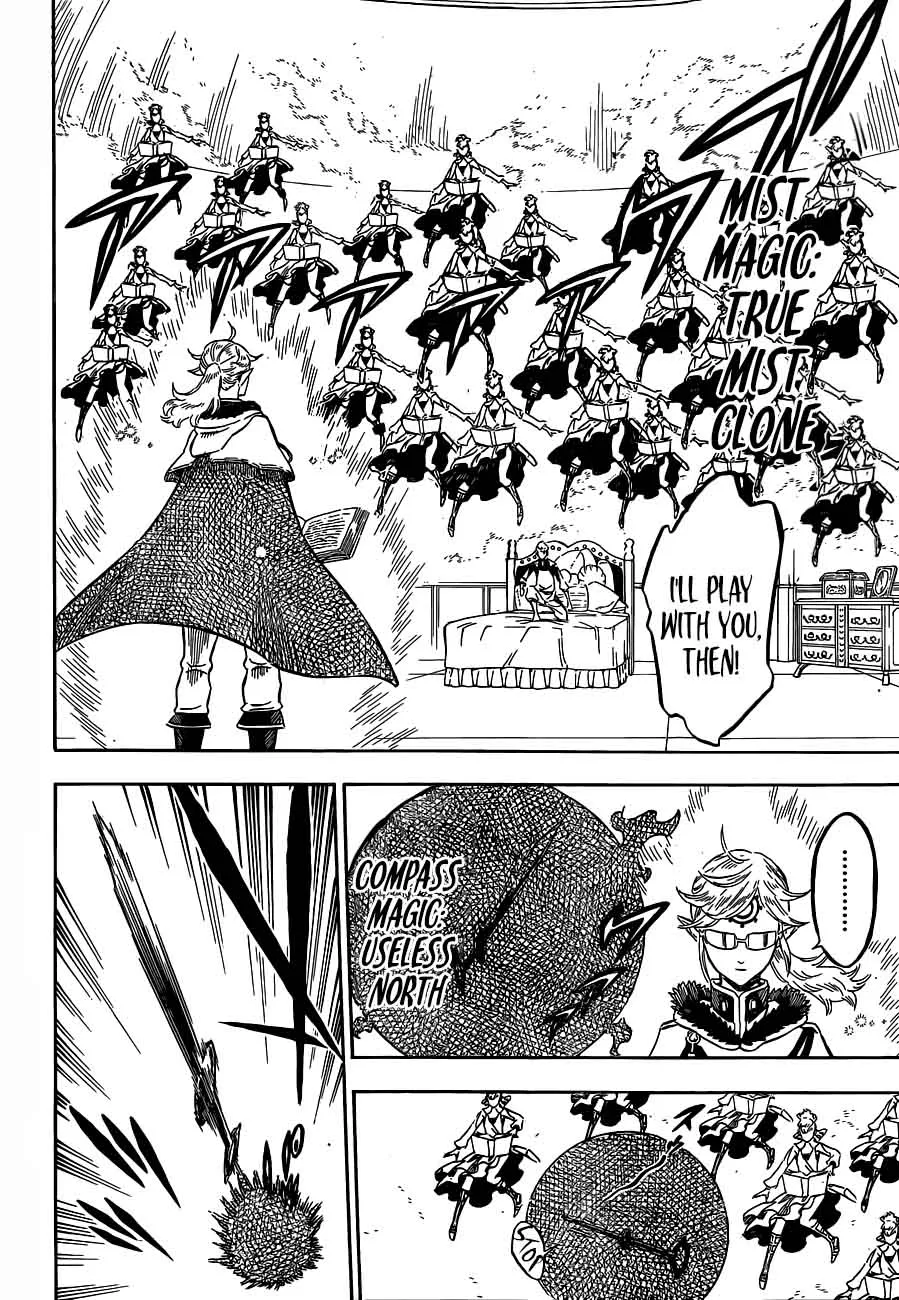 MIST
MAGIC:
TRUE
MIST
CLONE
I'LL PLAY
WITH YOU,
THEN!
.........
COMPASS
MAGIC:
USELESS
NORTH